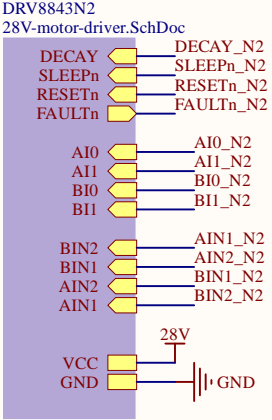 DRV8843N2
28V-motor-driver.SchDoc
DECAY DECAY_N2
SLEEPn SLEEPn_N2
RESETn RESETn_N2
FAULTn FAULTn_N2
AI0 AI0_N2
AI1 AI1_N2
BI0 BI0_N2
BI1 BI1_N2
BIN2 AIN1_N2
BIN1 AIN2_N2
AIN2 BIN1_N2
AIN1 BIN2_N2
28V
VCC
GND GND